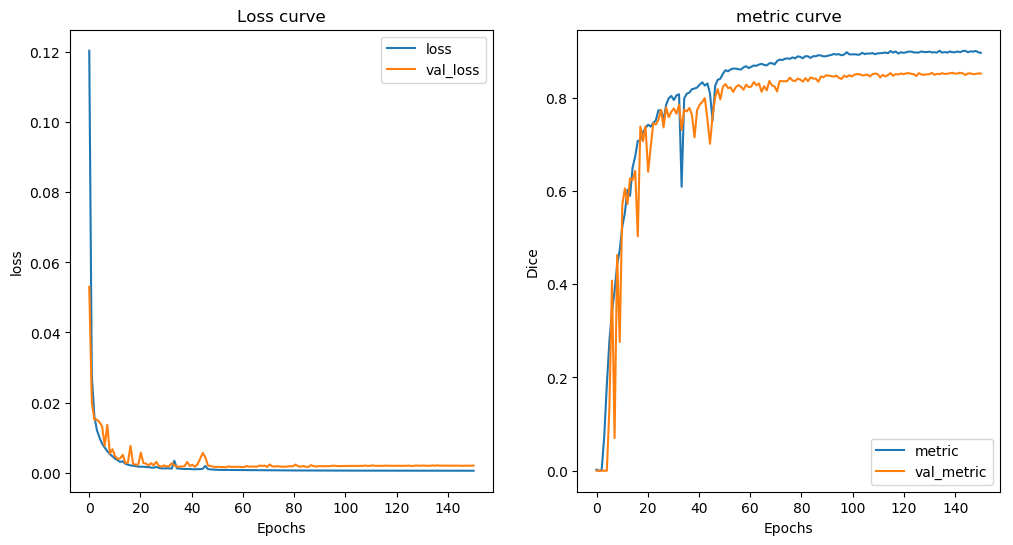 Loss curve
0.12
0.10
0.08
0.06
0.04
0.02
0.00
loss
0 20 40 60 80 100 120 140
Epochs
loss
val_loss
metric curve
0.8
0.6
0.4
0.2
0.0
Dice
0 20 40 60 80 100 120 140
Epochs
metric
val_metric